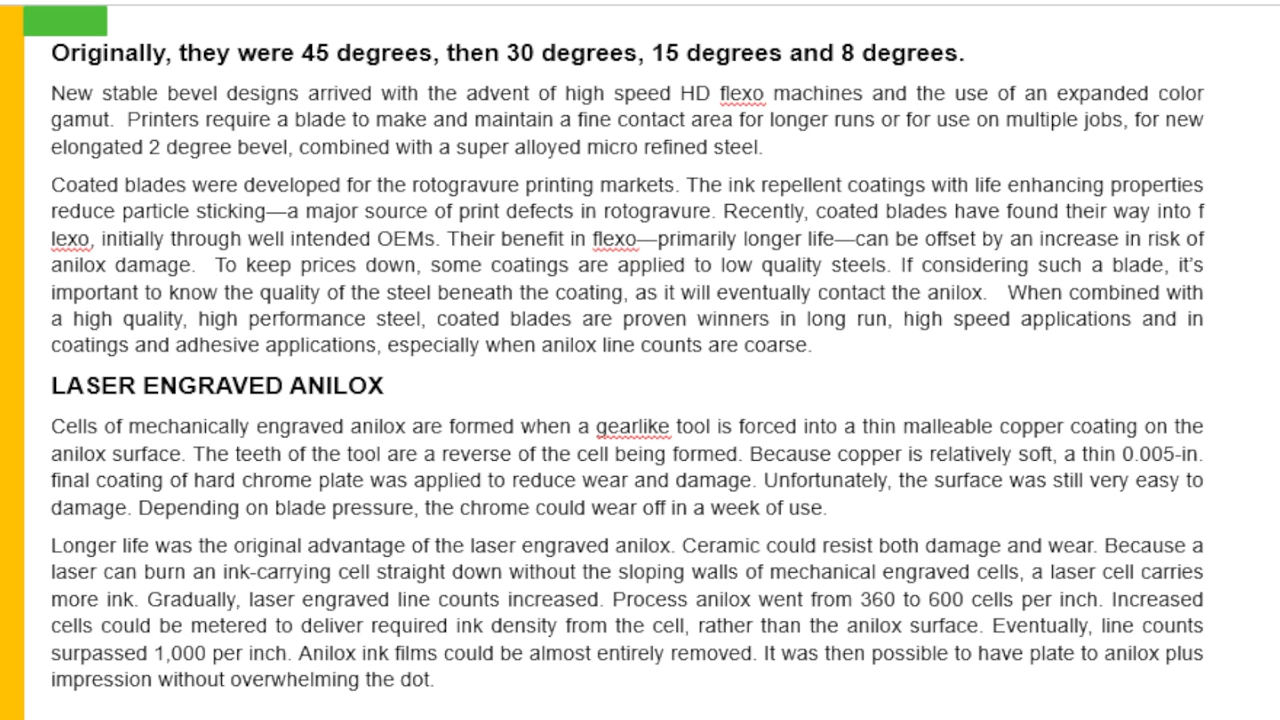 Originally, they were 45 degrees, then 30 degrees, 15 degrees and 8 degrees.
New stable bevel designs arrived with the advent of high speed HD flexo machines and the use of an expanded color
gamut.  Printers require a blade to make and maintain a fine contact area for longer runs or for use on multiple jobs, for new
elongated 2 degree bevel, combined with a super alloyed micro refined steel.
Coated blades were developed for the rotogravure printing markets. The ink repellent coatings with life enhancing properties
reduce particle sticking—a major source of print defects in rotogravure. Recently, coated blades have found their way into f
lexo, initially through well intended OEMs. Their benefit in flexo—primarily longer life—can be offset by an increase in risk of
anilox damage.  To keep prices down, some coatings are applied to low quality steels. If considering such a blade, it’s
important to know the quality of the steel beneath the coating, as it will eventually contact the anilox.  When combined with
a high quality, high performance steel, coated blades are proven winners in long run, high speed applications and in
coatings and adhesive applications, especially when anilox line counts are coarse.
LASER ENGRAVED ANILOX
Cells of mechanically engraved anilox are formed when a gearlike tool is forced into a thin malleable copper coating on the
anilox surface. The teeth of the tool are a reverse of the cell being formed. Because copper is relatively soft, a thin 0.005-in.
final coating of hard chrome plate was applied to reduce wear and damage. Unfortunately, the surface was still very easy to
damage. Depending on blade pressure, the chrome could wear off in a week of use.
Longer life was the original advantage of the laser engraved anilox. Ceramic could resist both damage and wear. Because a
laser can burn an ink-carrying cell straight down without the sloping walls of mechanical engraved cells, a laser cell carries
more ink. Gradually, laser engraved line counts increased. Process anilox went from 360 to 600 cells per inch. Increased
cells could be metered to deliver required ink density from the cell, rather than the anilox surface. Eventually, line counts
surpassed 1,000 per inch. Anilox ink films could be almost entirely removed. It was then possible to have plate to anilox plus
impression without overwhelming the dot.